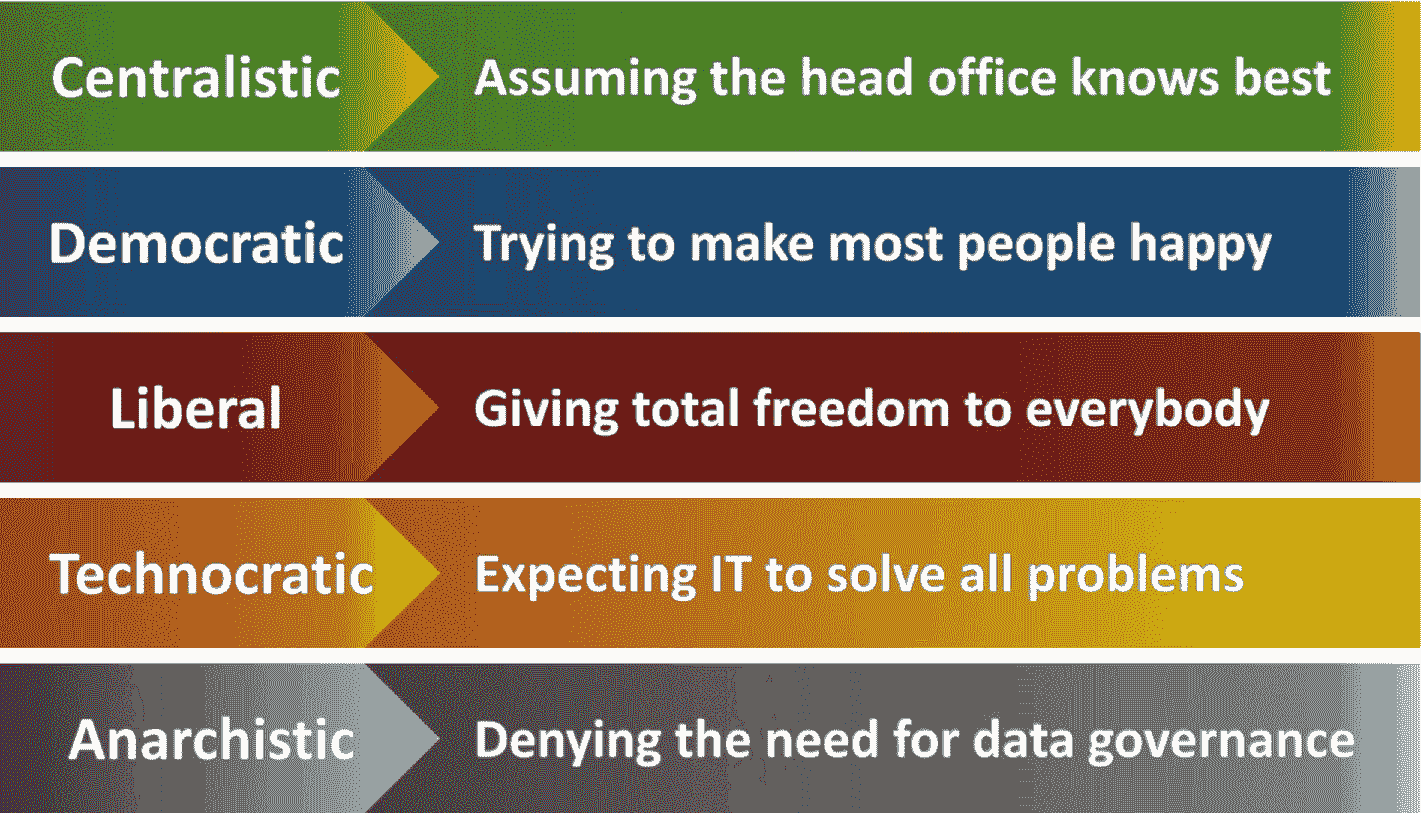 Centralistic Assuming the head office knows best
Democratic Trying to make most people happy
Liberal Giving total freedom to everybody
Technocratic Expecting IT to solve all problems
Anarchistic Denying the need for data governance